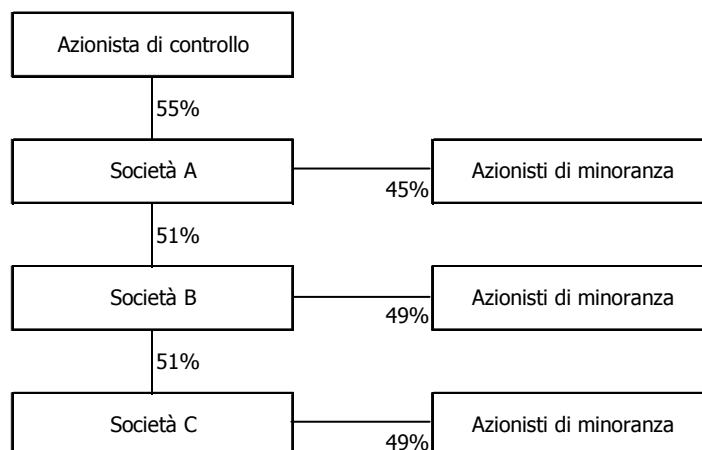 Azionista di controllo
55%
Società A
Azionisti di minoranza
45%
51%
Società B
Azionisti di minoranza
49%
51%
Società C
Azionisti di minoranza
49%